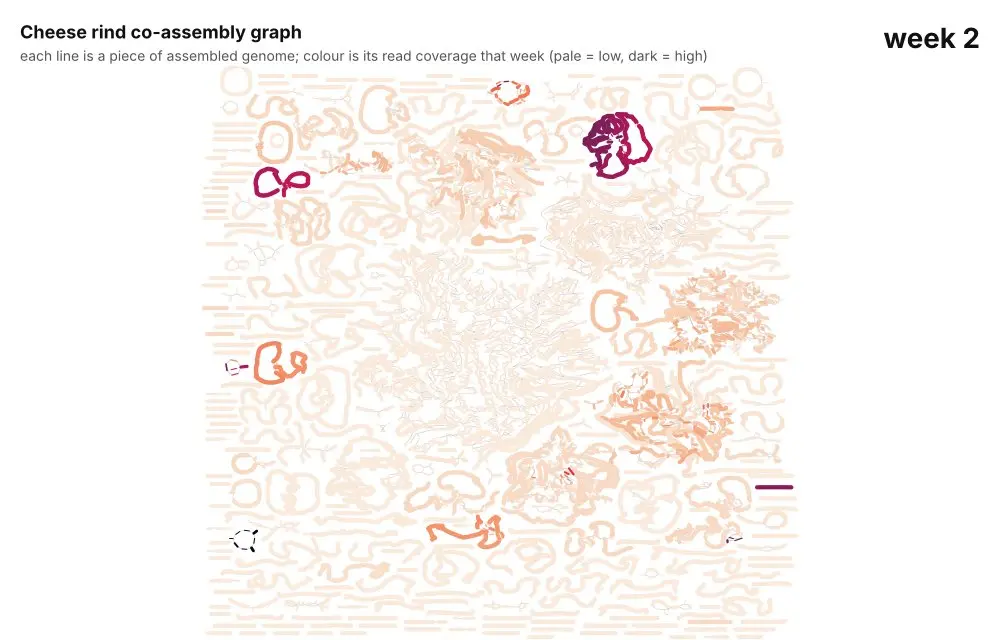 Cheese rind co-assembly graph
week 2
each line is a piece of assembled genome; colour is its read coverage that week (pale = low, dark = high)